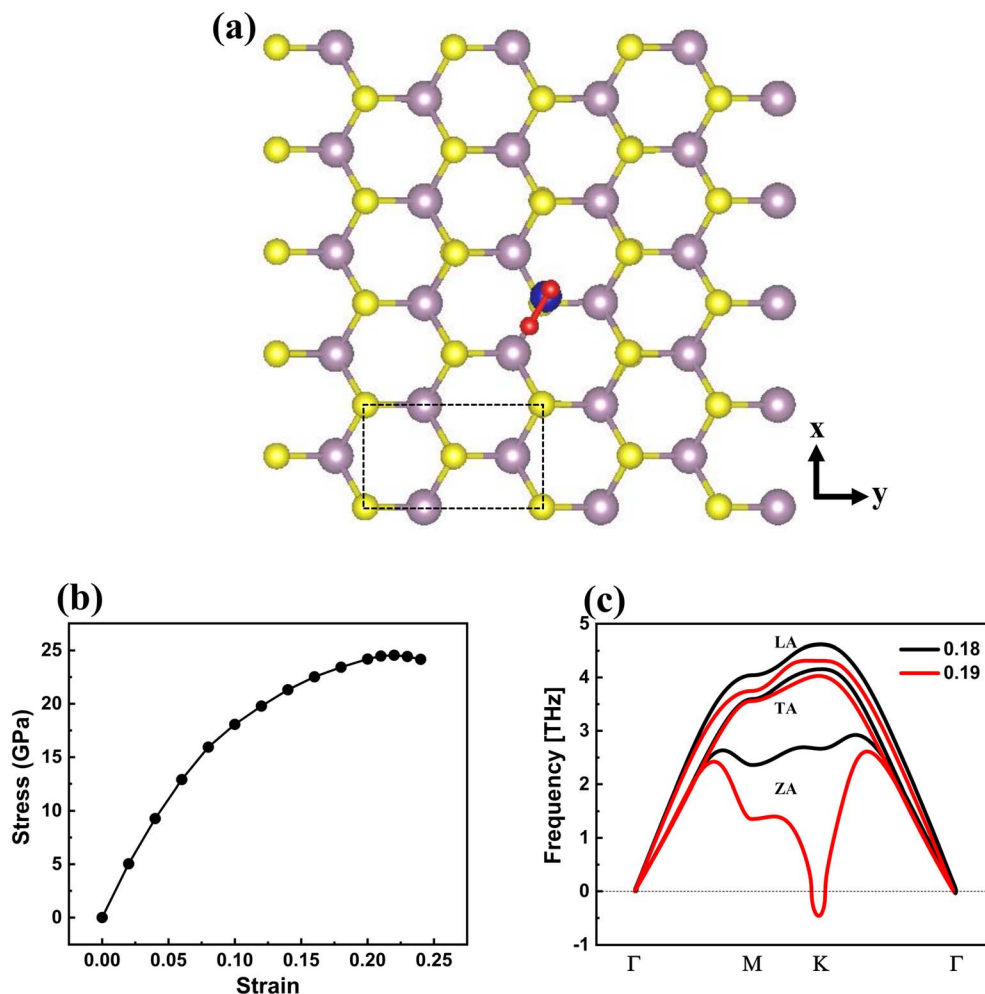 (a)
x
y
(b)
Stress (GPa)
25
20
15
10
5
0
0.00 0.05 0.10 0.15 0.20 0.25
Strain
(c)
Frequency [THz]
5
4
3
2
1
0
-1
LA
TA
ZA
0.18
0.19
Γ M K Γ